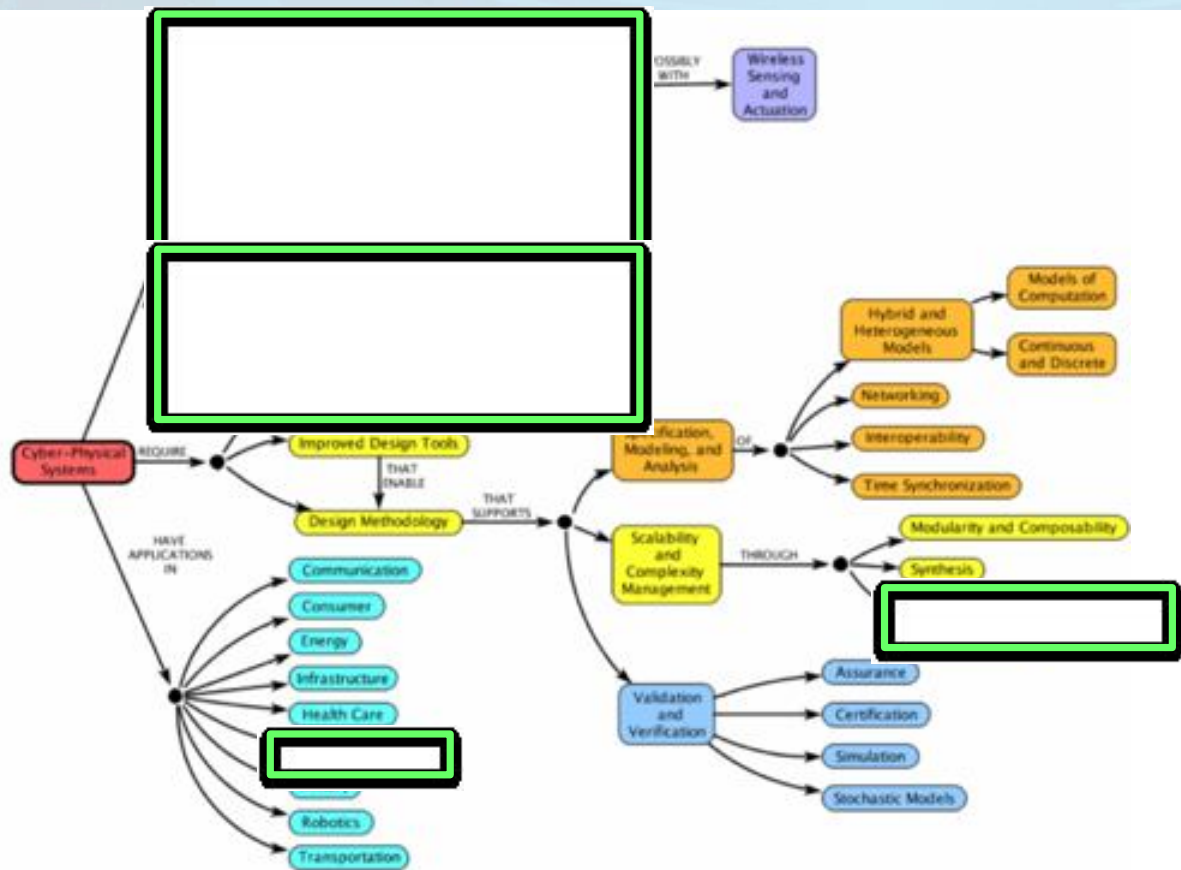 WITH
Wireless
Sensing
and
Actuation
Models of
Computation
Hybrid and
Heterogeneous
Models
Continuous
and Discrete
Networking
Improved Design Tools
Modeling, and
Analysis
OF
Interoperability
Cyber-Physical
Systems
REQUIRE
THAT
ENABLE
Time Synchronization
Design Methodology
THAT
SUPPORTS
Modularity and Composability
HAVE
APPLICATIONS
IN
Scalability
and
Complexity
Management
THROUGH
Synthesis
Communication
Consumer
Energy
Infrastructure
Health Care
Robotics
Transportation
Validation
and
Verification
Assurance
Certification
Simulation
Stochastic Models